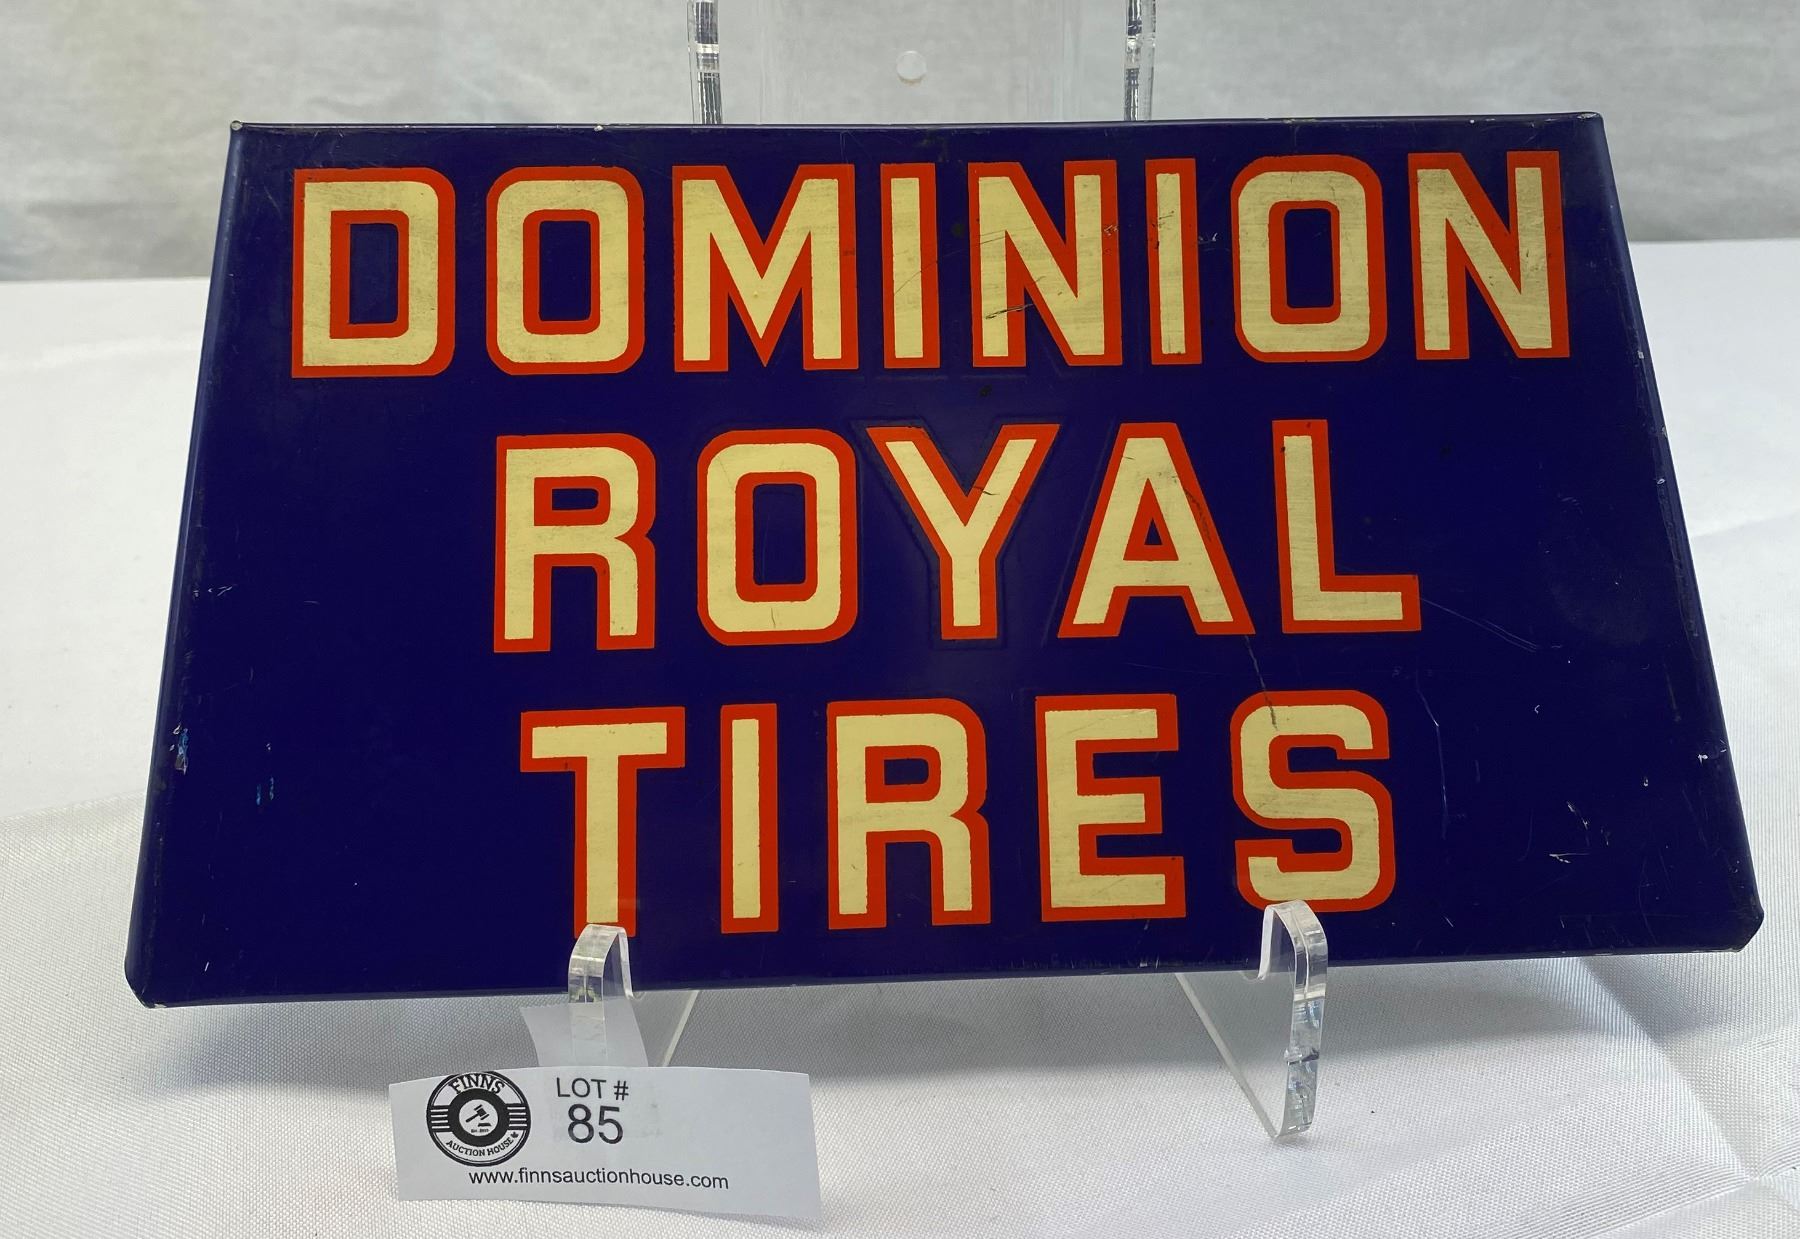 DOMINION
ROYAL
TIRES
FINNS
AUCTION HOUSE
LOT #
85
www.finnsauctionhouse.com